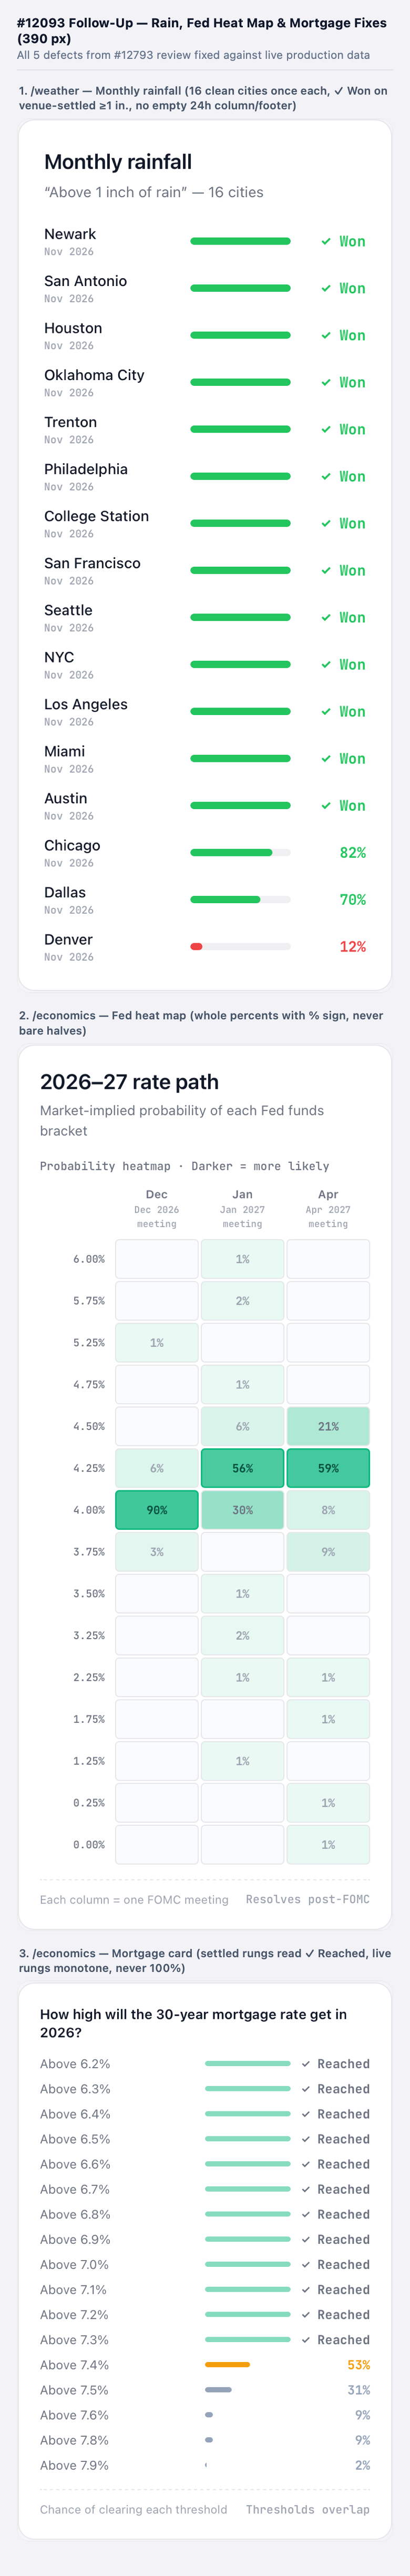 #12093 Follow-Up — Rain, Fed Heat Map & Mortgage Fixes
(390 px)
All 5 defects from #12793 review fixed against live production data
1. /weather — Monthly rainfall (16 clean cities once each, ✓ Won on
venue-settled ≥1 in., no empty 24h column/footer)
Monthly rainfall
“Above 1 inch of rain” — 16 cities
Newark ✓ Won
Nov 2026
San Antonio ✓ Won
Nov 2026
Houston ✓ Won
Nov 2026
Oklahoma City ✓ Won
Nov 2026
Trenton ✓ Won
Nov 2026
Philadelphia ✓ Won
Nov 2026
College Station ✓ Won
Nov 2026
San Francisco ✓ Won
Nov 2026
Seattle ✓ Won
Nov 2026
NYC ✓ Won
Nov 2026
Los Angeles ✓ Won
Nov 2026
Miami ✓ Won
Nov 2026
Austin ✓ Won
Nov 2026
Chicago 82%
Nov 2026
Dallas 70%
Nov 2026
Denver 12%
Nov 2026
2. /economics — Fed heat map (whole percents with % sign, never
bare halves)
2026–27 rate path
Market-implied probability of each Fed funds
bracket
Probability heatmap · Darker = more likely
Dec Jan Apr
Dec 2026 Jan 2027 Apr 2027
meeting meeting meeting
6.00% 1%
5.75% 2%
5.25% 1%
4.75% 1%
4.50% 6% 21%
4.25% 6% 56% 59%
4.00% 90% 30% 8%
3.75% 3% 9%
3.50% 1%
3.25% 2%
2.25% 1% 1%
1.75% 1%
1.25% 1%
0.25% 1%
0.00% 1%
Each column = one FOMC meeting Resolves post-FOMC
3. /economics — Mortgage card (settled rungs read ✓ Reached, live
rungs monotone, never 100%)
How high will the 30-year mortgage rate get in
2026?
Above 6.2% ✓ Reached
Above 6.3% ✓ Reached
Above 6.4% ✓ Reached
Above 6.5% ✓ Reached
Above 6.6% ✓ Reached
Above 6.7% ✓ Reached
Above 6.8% ✓ Reached
Above 6.9% ✓ Reached
Above 7.0% ✓ Reached
Above 7.1% ✓ Reached
Above 7.2% ✓ Reached
Above 7.3% ✓ Reached
Above 7.4% 53%
Above 7.5% 31%
Above 7.6% 9%
Above 7.8% 9%
Above 7.9% 2%
Chance of clearing each threshold Thresholds overlap